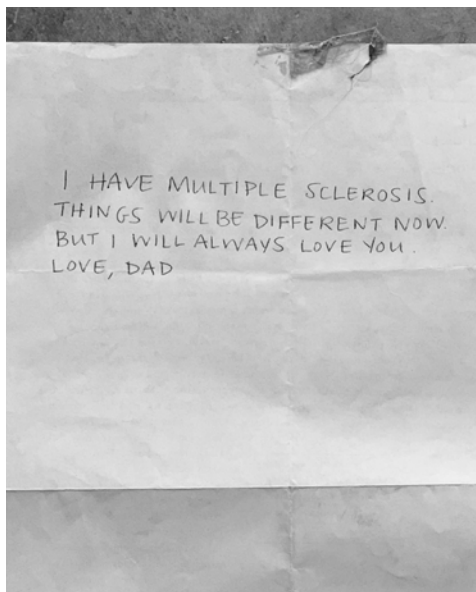 I HAVE MULTIPLE SCLEROSIS.
THINGS WILL BE DIFFERENT NOW.
BUT I WILL ALWAYS LOVE YOU.
LOVE, DAD